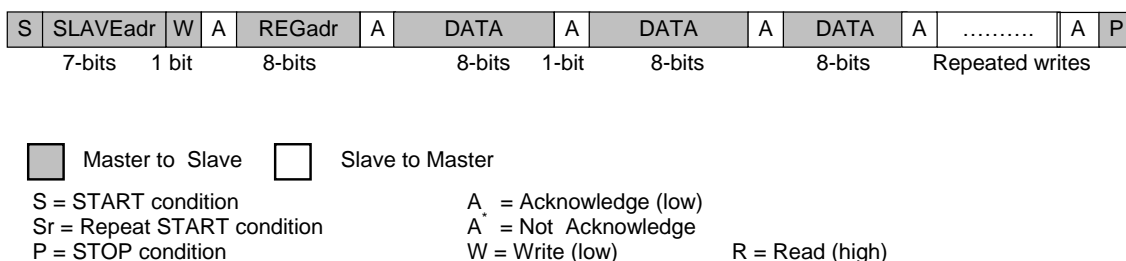 S SLAVEadr W A REGadr A DATA A DATA A DATA A .......... A P
7-bits 1 bit 8-bits 8-bits 1-bit 8-bits 8-bits Repeated writes
Master to Slave Slave to Master
S = START condition A = Acknowledge (low)
Sr = Repeat START condition A* = Not Acknowledge
P = STOP condition W = Write (low) R = Read (high)